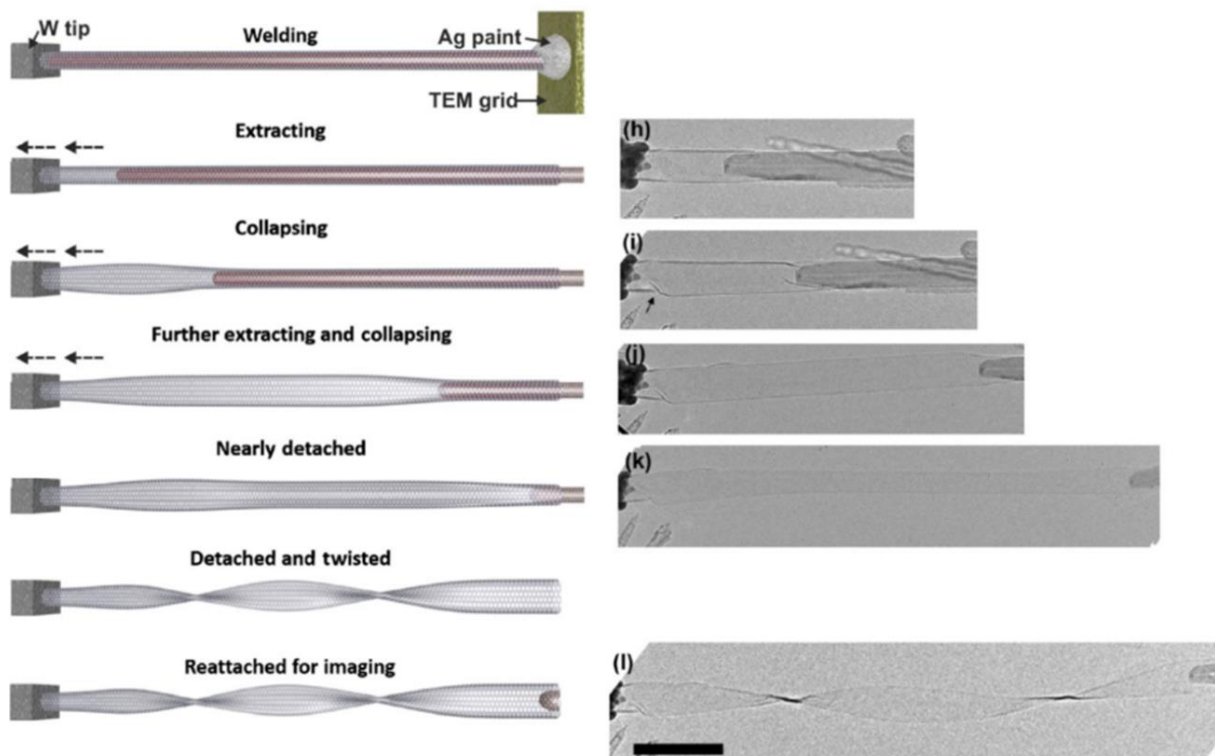 W tip
Welding
Ag paint
TEM grid
Extracting
Collapsing
Further extracting and collapsing
Nearly detached
Detached and twisted
Reattached for imaging
(h)
(i)
(j)
(k)
(l)